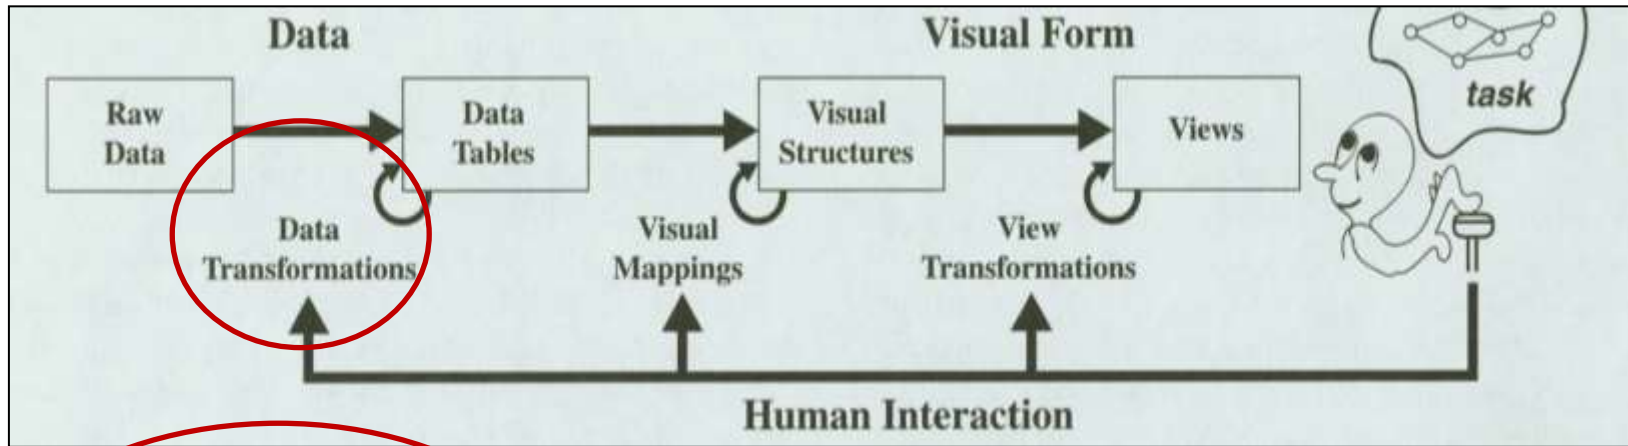 Data
Visual Form
task
Raw
Data
Data
Tables
Visual
Structures
Views
Data
Transformations
Visual
Mappings
View
Transformations
Human Interaction